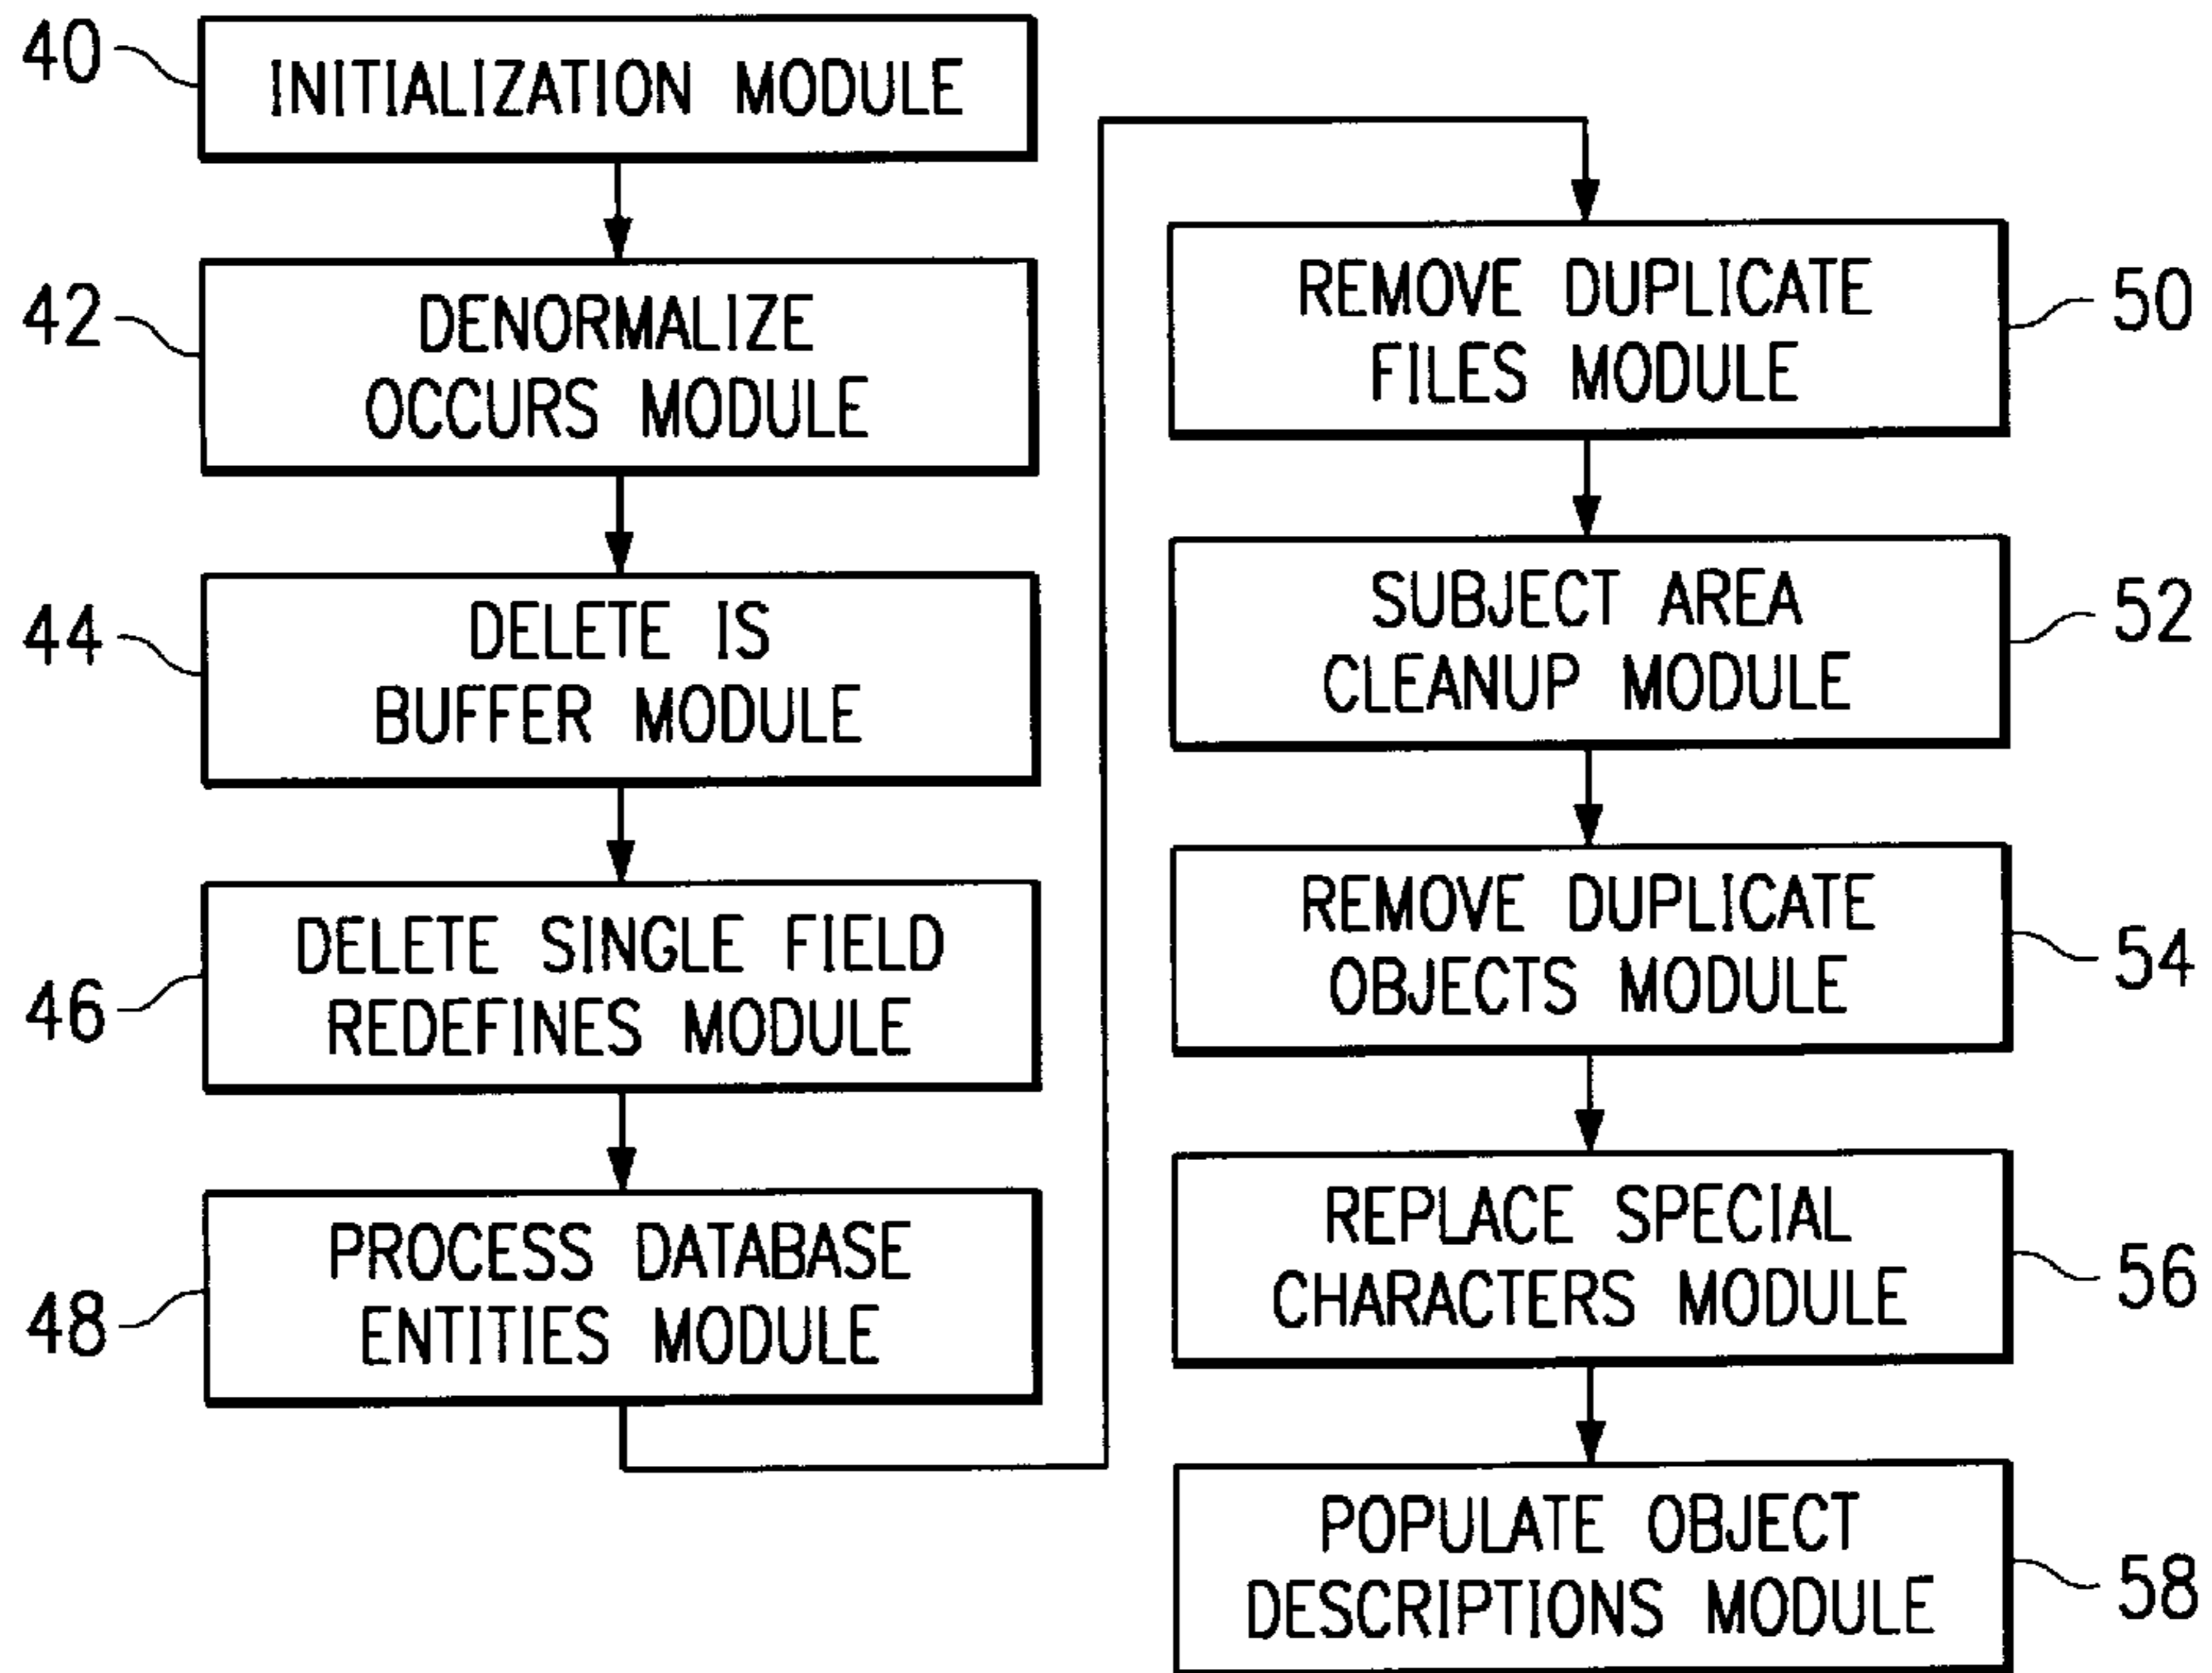 40
INITIALIZATION MODULE
42
DENORMALIZE
OCCURS MODULE
44
DELETE IS
BUFFER MODULE
46
DELETE SINGLE FIELD
REDEFINES MODULE
48
PROCESS DATABASE
ENTITIES MODULE
REMOVE DUPLICATE
FILES MODULE
50
SUBJECT AREA
CLEANUP MODULE
52
REMOVE DUPLICATE
OBJECTS MODULE
54
REPLACE SPECIAL
CHARACTERS MODULE
56
POPULATE OBJECT
DESCRIPTIONS MODULE
58